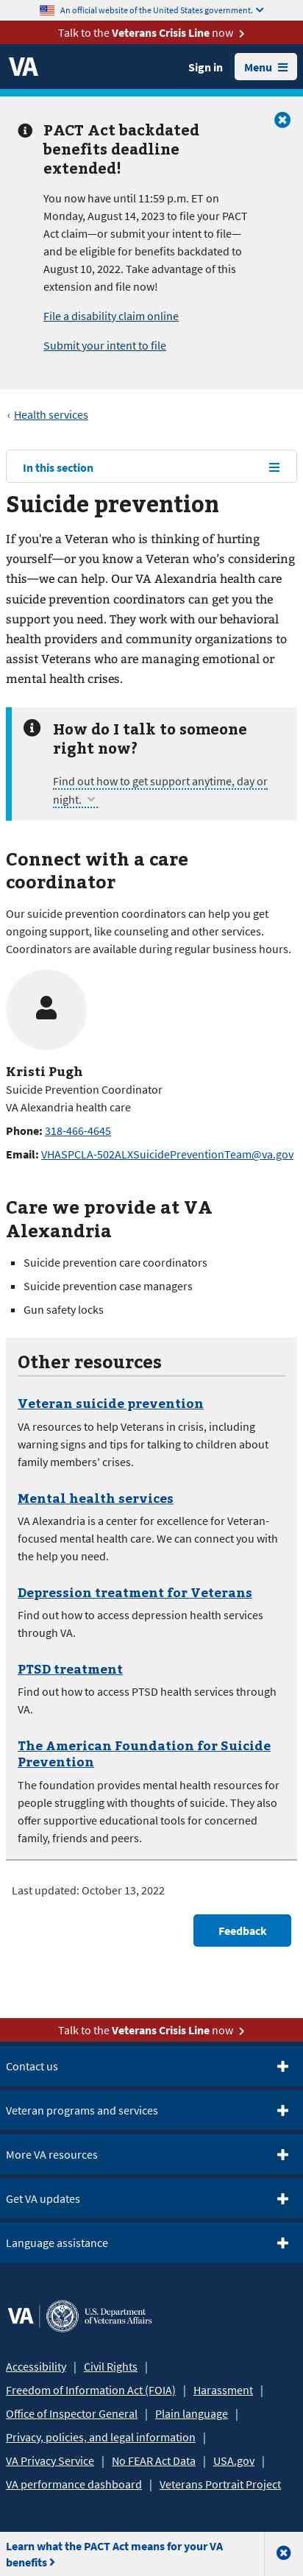 An official website of the United States government.
Talk to the Veterans Crisis Line now
VA
Sign in
Menu
PACT Act backdated
benefits deadline
extended!
You now have until 11:59 p.m. ET on
Monday, August 14, 2023 to file your PACT
Act claim—or submit your intent to file—
and be eligible for benefits backdated to
August 10, 2022. Take advantage of this
extension and file now!
File a disability claim online
Submit your intent to file
‹ Health services
In this section
Suicide prevention
If you're a Veteran who is thinking of hurting
yourself—or you know a Veteran who's considering
this—we can help. Our VA Alexandria health care
suicide prevention coordinators can get you the
support you need. They work with our behavioral
health providers and community organizations to
assist Veterans who are managing emotional or
mental health crises.
How do I talk to someone
right now?
Find out how to get support anytime, day or
night.
Connect with a care
coordinator
Our suicide prevention coordinators can help you get
ongoing support, like counseling and other services.
Coordinators are available during regular business hours.
Kristi Pugh
Suicide Prevention Coordinator
VA Alexandria health care
Phone: 318-466-4645
Email: VHASPCLA-502ALXSuicidePreventionTeam@va.gov
Care we provide at VA
Alexandria
Suicide prevention care coordinators
Suicide prevention case managers
Gun safety locks
Other resources
Veteran suicide prevention
VA resources to help Veterans in crisis, including
warning signs and tips for talking to children about
family members' crises.
Mental health services
VA Alexandria is a center for excellence for Veteran-
focused mental health care. We can connect you with
the help you need.
Depression treatment for Veterans
Find out how to access depression health services
through VA.
PTSD treatment
Find out how to access PTSD health services through
VA.
The American Foundation for Suicide
Prevention
The foundation provides mental health resources for
people struggling with thoughts of suicide. They also
offer supportive educational tools for concerned
family, friends and peers.
Last updated: October 13, 2022
Feedback
Talk to the Veterans Crisis Line now
Contact us
Veteran programs and services
More VA resources
Get VA updates
Language assistance
VA
U.S. Department
of Veterans Affairs
Accessibility | Civil Rights |
Freedom of Information Act (FOIA) | Harassment |
Office of Inspector General | Plain language |
Privacy, policies, and legal information |
VA Privacy Service | No FEAR Act Data | USA.gov |
VA performance dashboard | Veterans Portrait Project
Learn what the PACT Act means for your VA
benefits